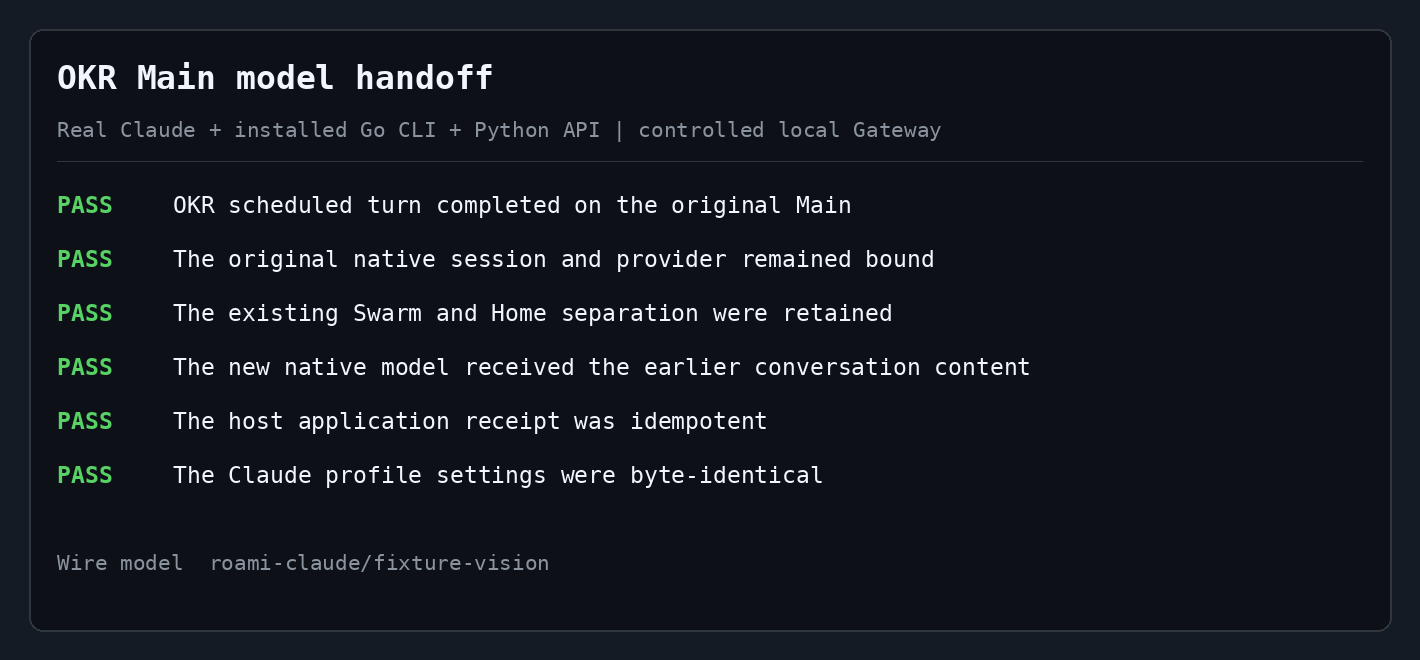 OKR Main model handoff
Real Claude + installed Go CLI + Python API | controlled local Gateway
PASS The OKR scheduled turn completed on the original Main
PASS The original native session and provider remained bound
PASS The existing Swarm and Home separation were retained
PASS The new native model received the earlier conversation content
PASS The host application receipt was idempotent
PASS The Claude profile settings were byte-identical
Wire model roami-claude/fixture-vision